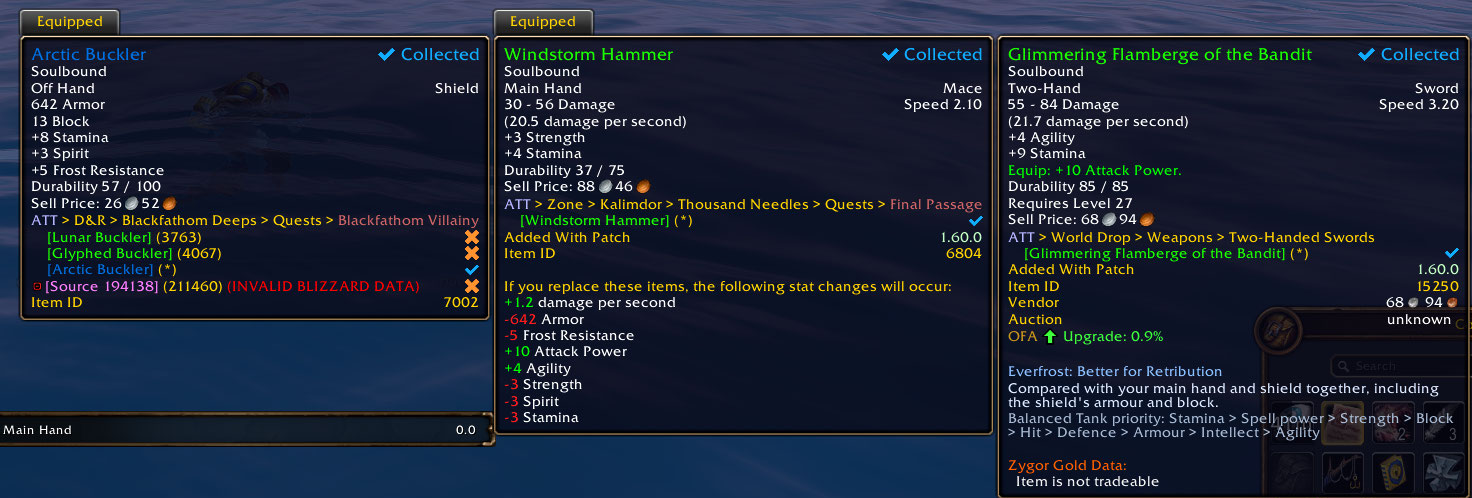 Equipped
Arctic Buckler Collected
Soulbound
Off Hand Shield
642 Armor
13 Block
+8 Stamina
+3 Spirit
+5 Frost Resistance
Durability 57 / 100
Sell Price: 26 52
ATT > D&R > Blackfathom Deeps > Quests > Blackfathom Villainy
[Lunar Buckler] (3763)
[Glyphed Buckler] (4067)
[Arctic Buckler] (*)
[Source 194138] (211460) (INVALID BLIZZARD DATA)
Item ID 7002
Main Hand 0.0
Equipped
Windstorm Hammer Collected
Soulbound
Main Hand Mace
30 - 56 Damage Speed 2.10
(20.5 damage per second)
+3 Strength
+4 Stamina
Durability 37 / 75
Sell Price: 88 46
ATT > Zone > Kalimdor > Thousand Needles > Quests > Final Passage
[Windstorm Hammer] (*)
Added With Patch 1.60.0
Item ID 6804
If you replace these items, the following stat changes will occur:
+1.2 damage per second
-642 Armor
-5 Frost Resistance
+10 Attack Power
+4 Agility
-3 Strength
-3 Spirit
-3 Stamina
Glimmering Flamberge of the Bandit Collected
Soulbound
Two-Hand Sword
55 - 84 Damage Speed 3.20
(21.7 damage per second)
+4 Agility
+9 Stamina
Equip: +10 Attack Power.
Durability 85 / 85
Requires Level 27
Sell Price: 68 94
ATT > World Drop > Weapons > Two-Handed Swords
[Glimmering Flamberge of the Bandit] (*)
Added With Patch 1.60.0
Item ID 15250
Vendor 68 94
Auction unknown
OFA Upgrade: 0.9%
Everfrost: Better for Retribution
Compared with your main hand and shield together, including
the shield's armour and block.
Balanced Tank priority: Stamina > Spell power > Strength > Block
> Hit > Defence > Armour > Intellect > Agility
Zygor Gold Data:
Item is not tradeable
Search
2
3